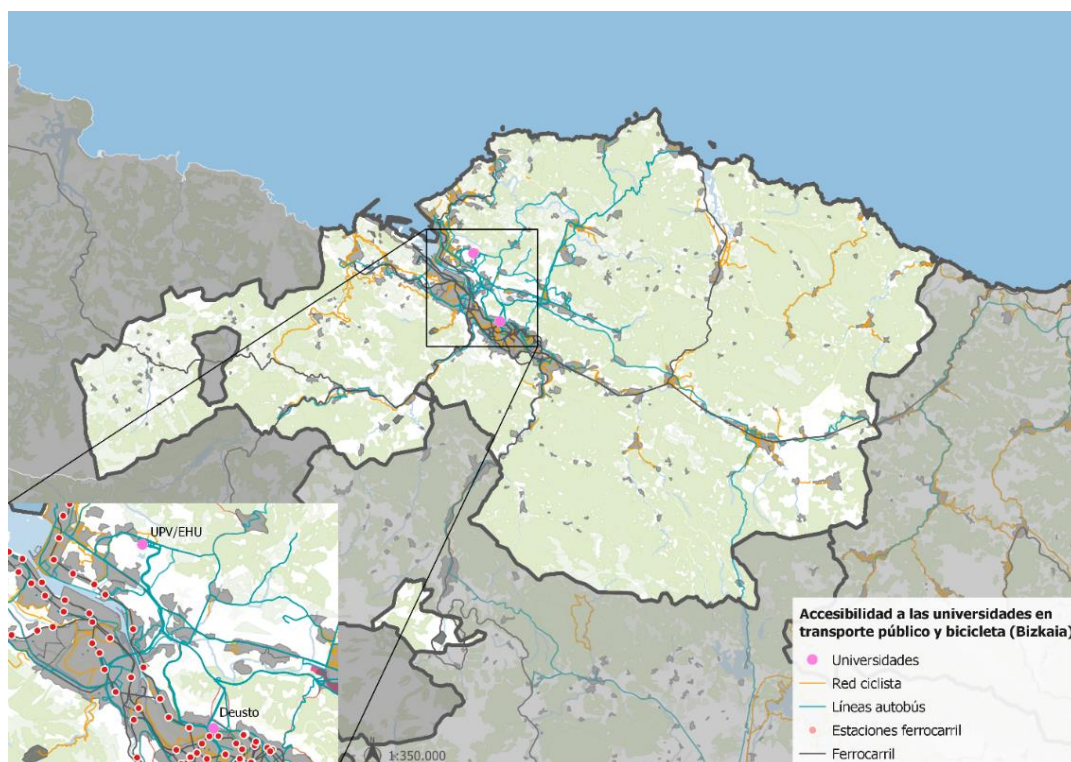 UPV/EHU
Deusto
1:350.000
Accesibilidad a las universidades en
transporte público y bicicleta (Bizkaia)
Universidades
Red ciclista
Líneas autobús
Estaciones ferrocarril
Ferrocarril